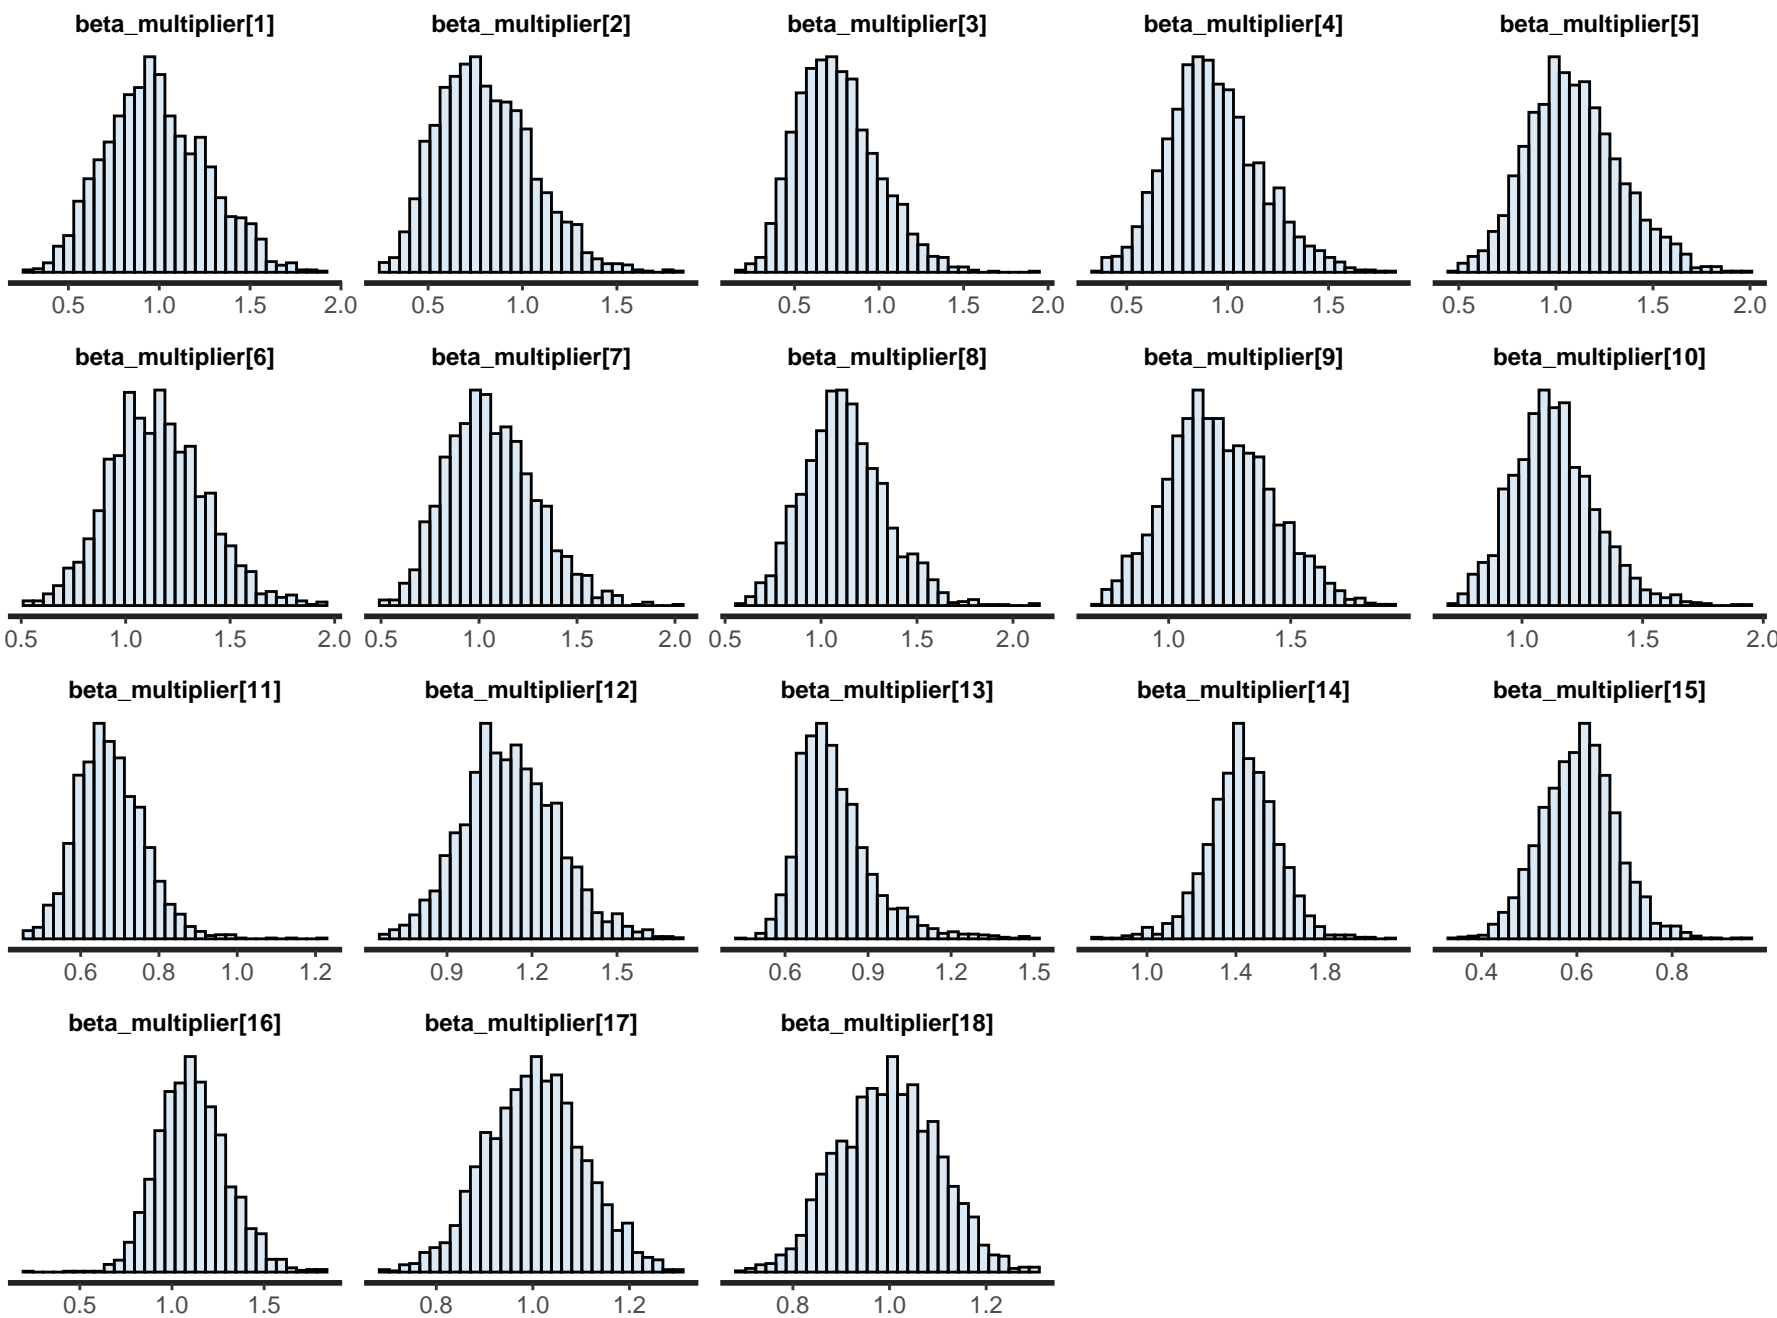 beta_multiplier[1] beta_multiplier[2] beta_multiplier[3] beta_multiplier[4] beta_multiplier[5]
0.5 1.0 1.5 2.0 0.5 1.0 1.5 0.5 1.0 1.5 2.0 0.5 1.0 1.5 0.5 1.0 1.5 2.0
beta_multiplier[6] beta_multiplier[7] beta_multiplier[8] beta_multiplier[9] beta_multiplier[10]
0.5 1.0 1.5 2.0 0.5 1.0 1.5 2.0 0.5 1.0 1.5 2.0 1.0 1.5 1.0 1.5 2.0
beta_multiplier[11] beta_multiplier[12] beta_multiplier[13] beta_multiplier[14] beta_multiplier[15]
0.6 0.8 1.0 1.2 0.9 1.2 1.5 0.6 0.9 1.2 1.5 1.0 1.4 1.8 0.4 0.6 0.8
beta_multiplier[16] beta_multiplier[17] beta_multiplier[18]
0.5 1.0 1.5 0.8 1.0 1.2 0.8 1.0 1.2